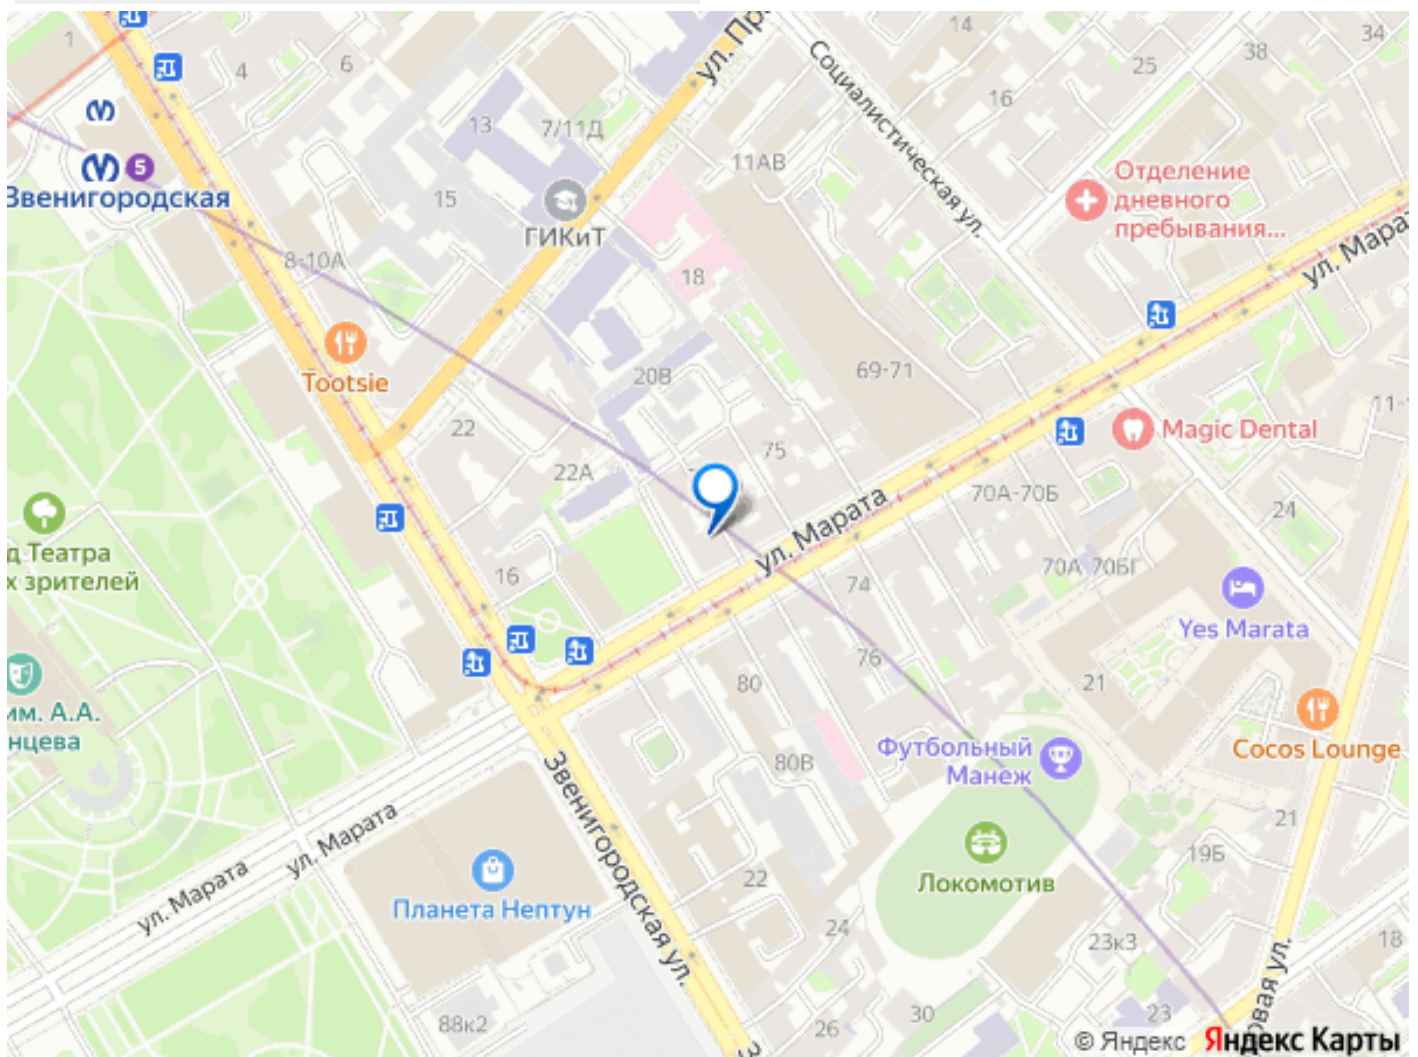 1
4
6
14
38
34
25
16
ул. Пр
Социалистическая ул.
13
7/11Д
11АВ
5
Звенигородская
15
ГИКиТ
Отделение
дневного
пребывания...
ул. Мара
8-10А
18
Tootsie
20В
69-71
22
22А
75
Magic Dental
11-1
70А-70Б
24
ул. Марата
д Театра
х зрителей
16
74
70А 70БГ
Yes Marata
76
80
21
им. А.А.
нцева
80В
Футбольный
Манеж
Cocos Lounge
Звенигородская ул.
ул. Марата
ул. Марата
Планета Нептун
22
Локомотив
21
19Б
24
23к3
18
88к2
26
30
23
овая ул.
© Яндекс Яндекс Карты